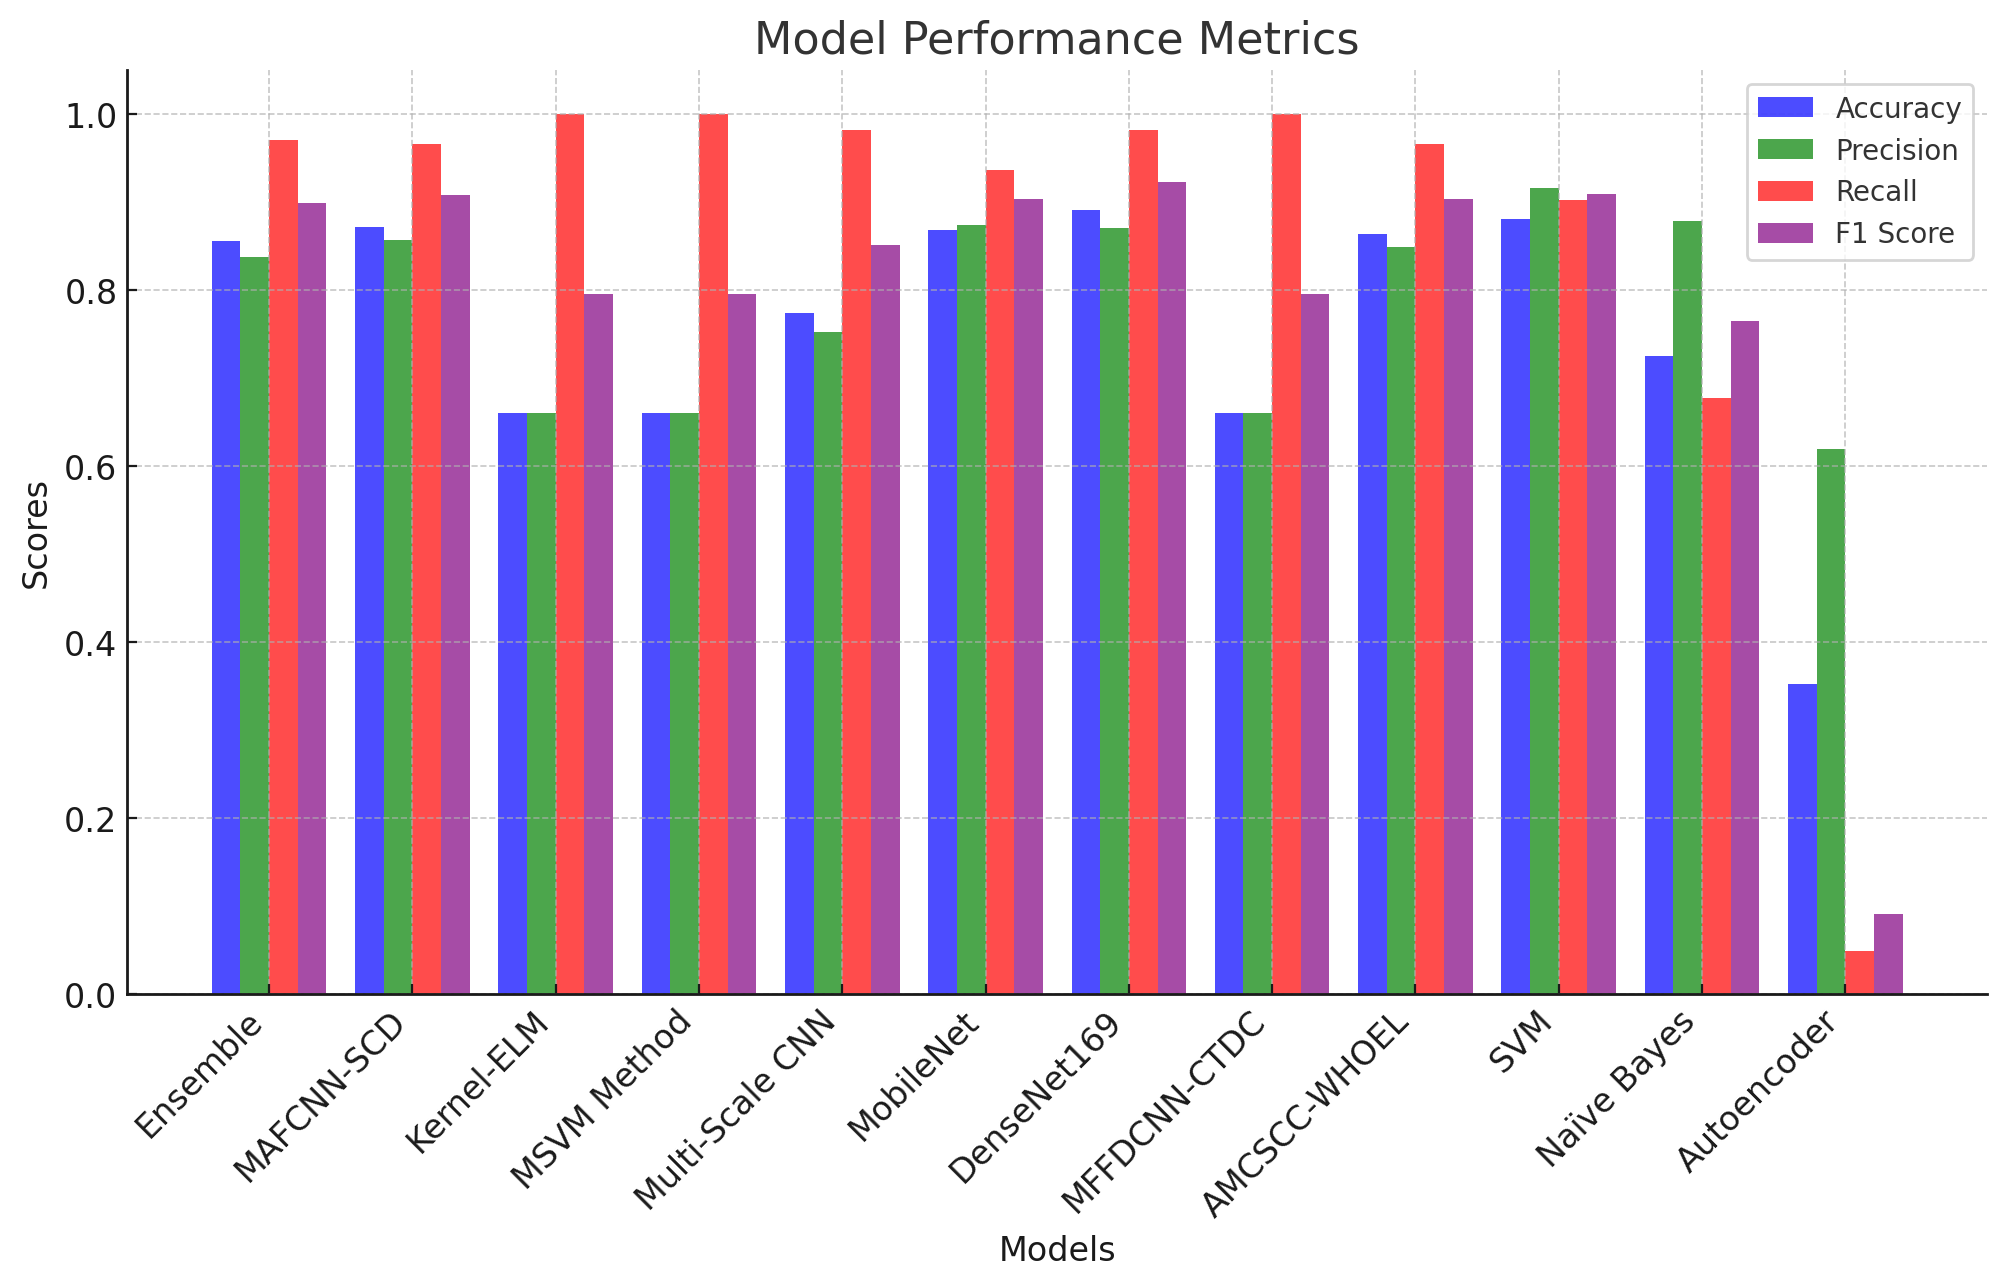 Model Performance Metrics
Accuracy
Precision
Recall
F1 Score
Scores
1.0
0.8
0.6
0.4
0.2
0.0
Ensemble
MAFCNN-SCD
Kernel-ELM
MSVM Method
Multi-Scale CNN
MobileNet
DenseNet169
MFFDCNN-CTDC
AMCSCC-WHOEL
SVM
Naïve Bayes
Autoencoder
Models